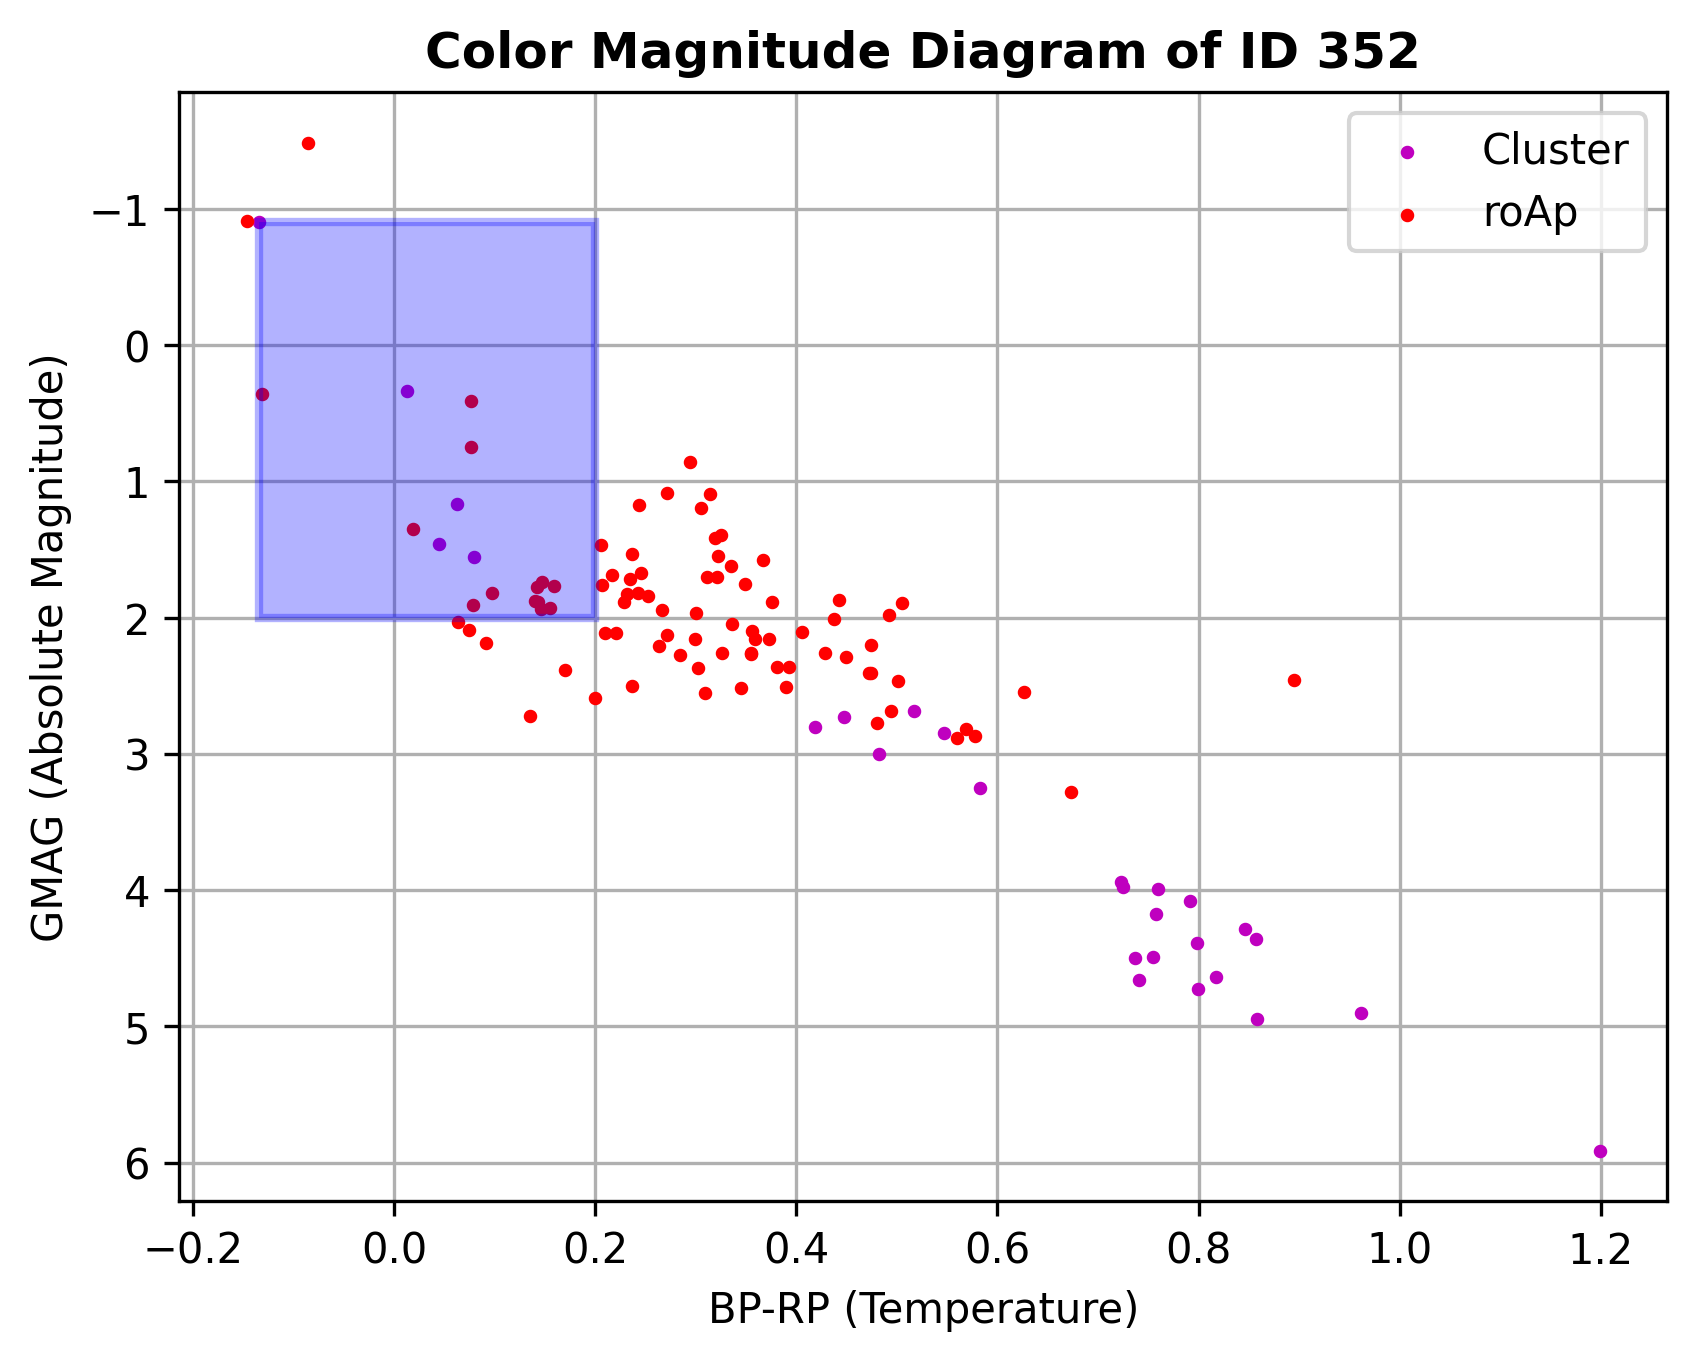 Color Magnitude Diagram of ID 352
Cluster
roAp
GMAG (Absolute Magnitude)
−1
0
1
2
3
4
5
6
−0.2 0.0 0.2 0.4 0.6 0.8 1.0 1.2
BP-RP (Temperature)